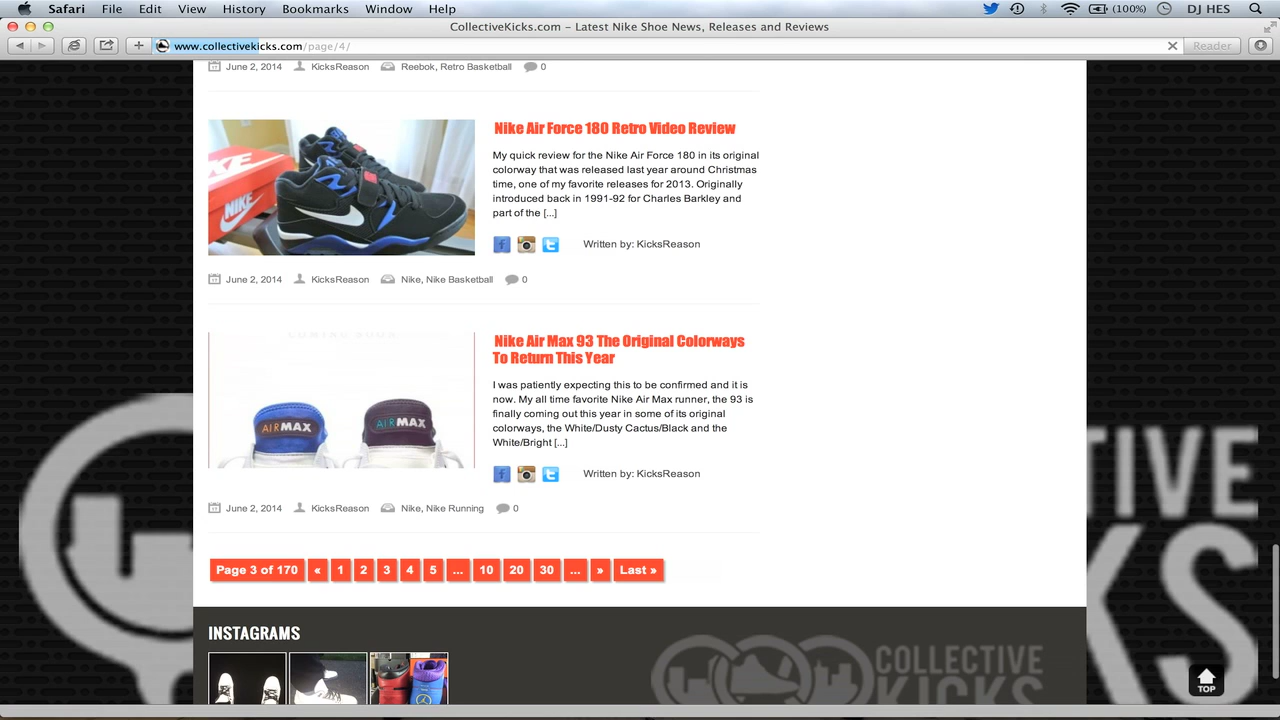 Safari File Edit View History Bookmarks Window Help (100%) DJ HES
CollectiveKicks.com – Latest Nike Shoe News, Releases and Reviews
www.collectivekicks.com/page/4/ Reader
June 2, 2014 KicksReason Reebok, Retro Basketball 0
Nike Air Force 180 Retro Video Review
My quick review for the Nike Air Force 180 in its original
colorway that was released last year around Christmas
time, one of my favorite releases for 2013. Originally
introduced back in 1991-92 for Charles Barkley and
part of the [...]
Written by: KicksReason
NIKE
June 2, 2014 KicksReason Nike, Nike Basketball 0
COMING SOON
Nike Air Max 93 The Original Colorways
To Return This Year
I was patiently expecting this to be confirmed and it is
now. My all time favorite Nike Air Max runner, the 93 is
finally coming out this year in some of its original
colorways, the White/Dusty Cactus/Black and the
White/Bright [...]
AIRMAX AIRMAX
Written by: KicksReason
June 2, 2014 KicksReason Nike, Nike Running 0
Page 3 of 170 « 1 2 3 4 5 ... 10 20 30 ... » Last »
INSTAGRAMS
COLLECTIVE
KICKS
TIVE
KS
TOP